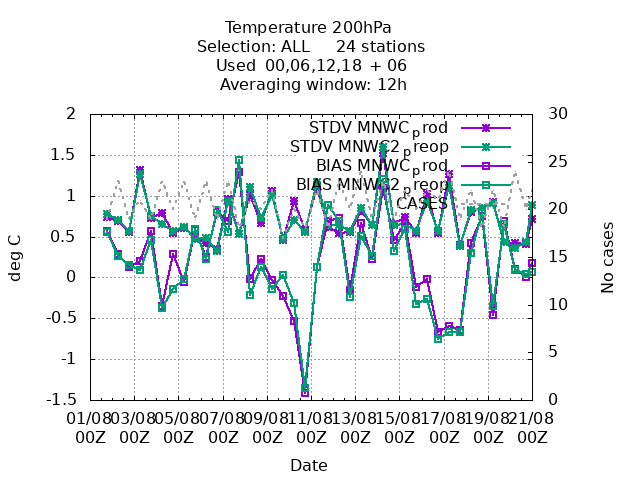 Temperature 200hPa
Selection: ALL 24 stations
Used 00,06,12,18 + 06
Averaging window: 12h
STDV MNWCprod
STDV MNWC2preop
BIAS MNWCprod
BIAS MNWC2preop
CASES
2
1.5
1
0.5
0
-0.5
-1
-1.5
deg C
30
25
20
15
10
5
0
No cases
01/08 03/08 05/08 07/08 09/08 11/08 13/08 15/08 17/08 19/08 21/08
00Z 00Z 00Z 00Z 00Z 00Z 00Z 00Z 00Z 00Z 00Z
Date